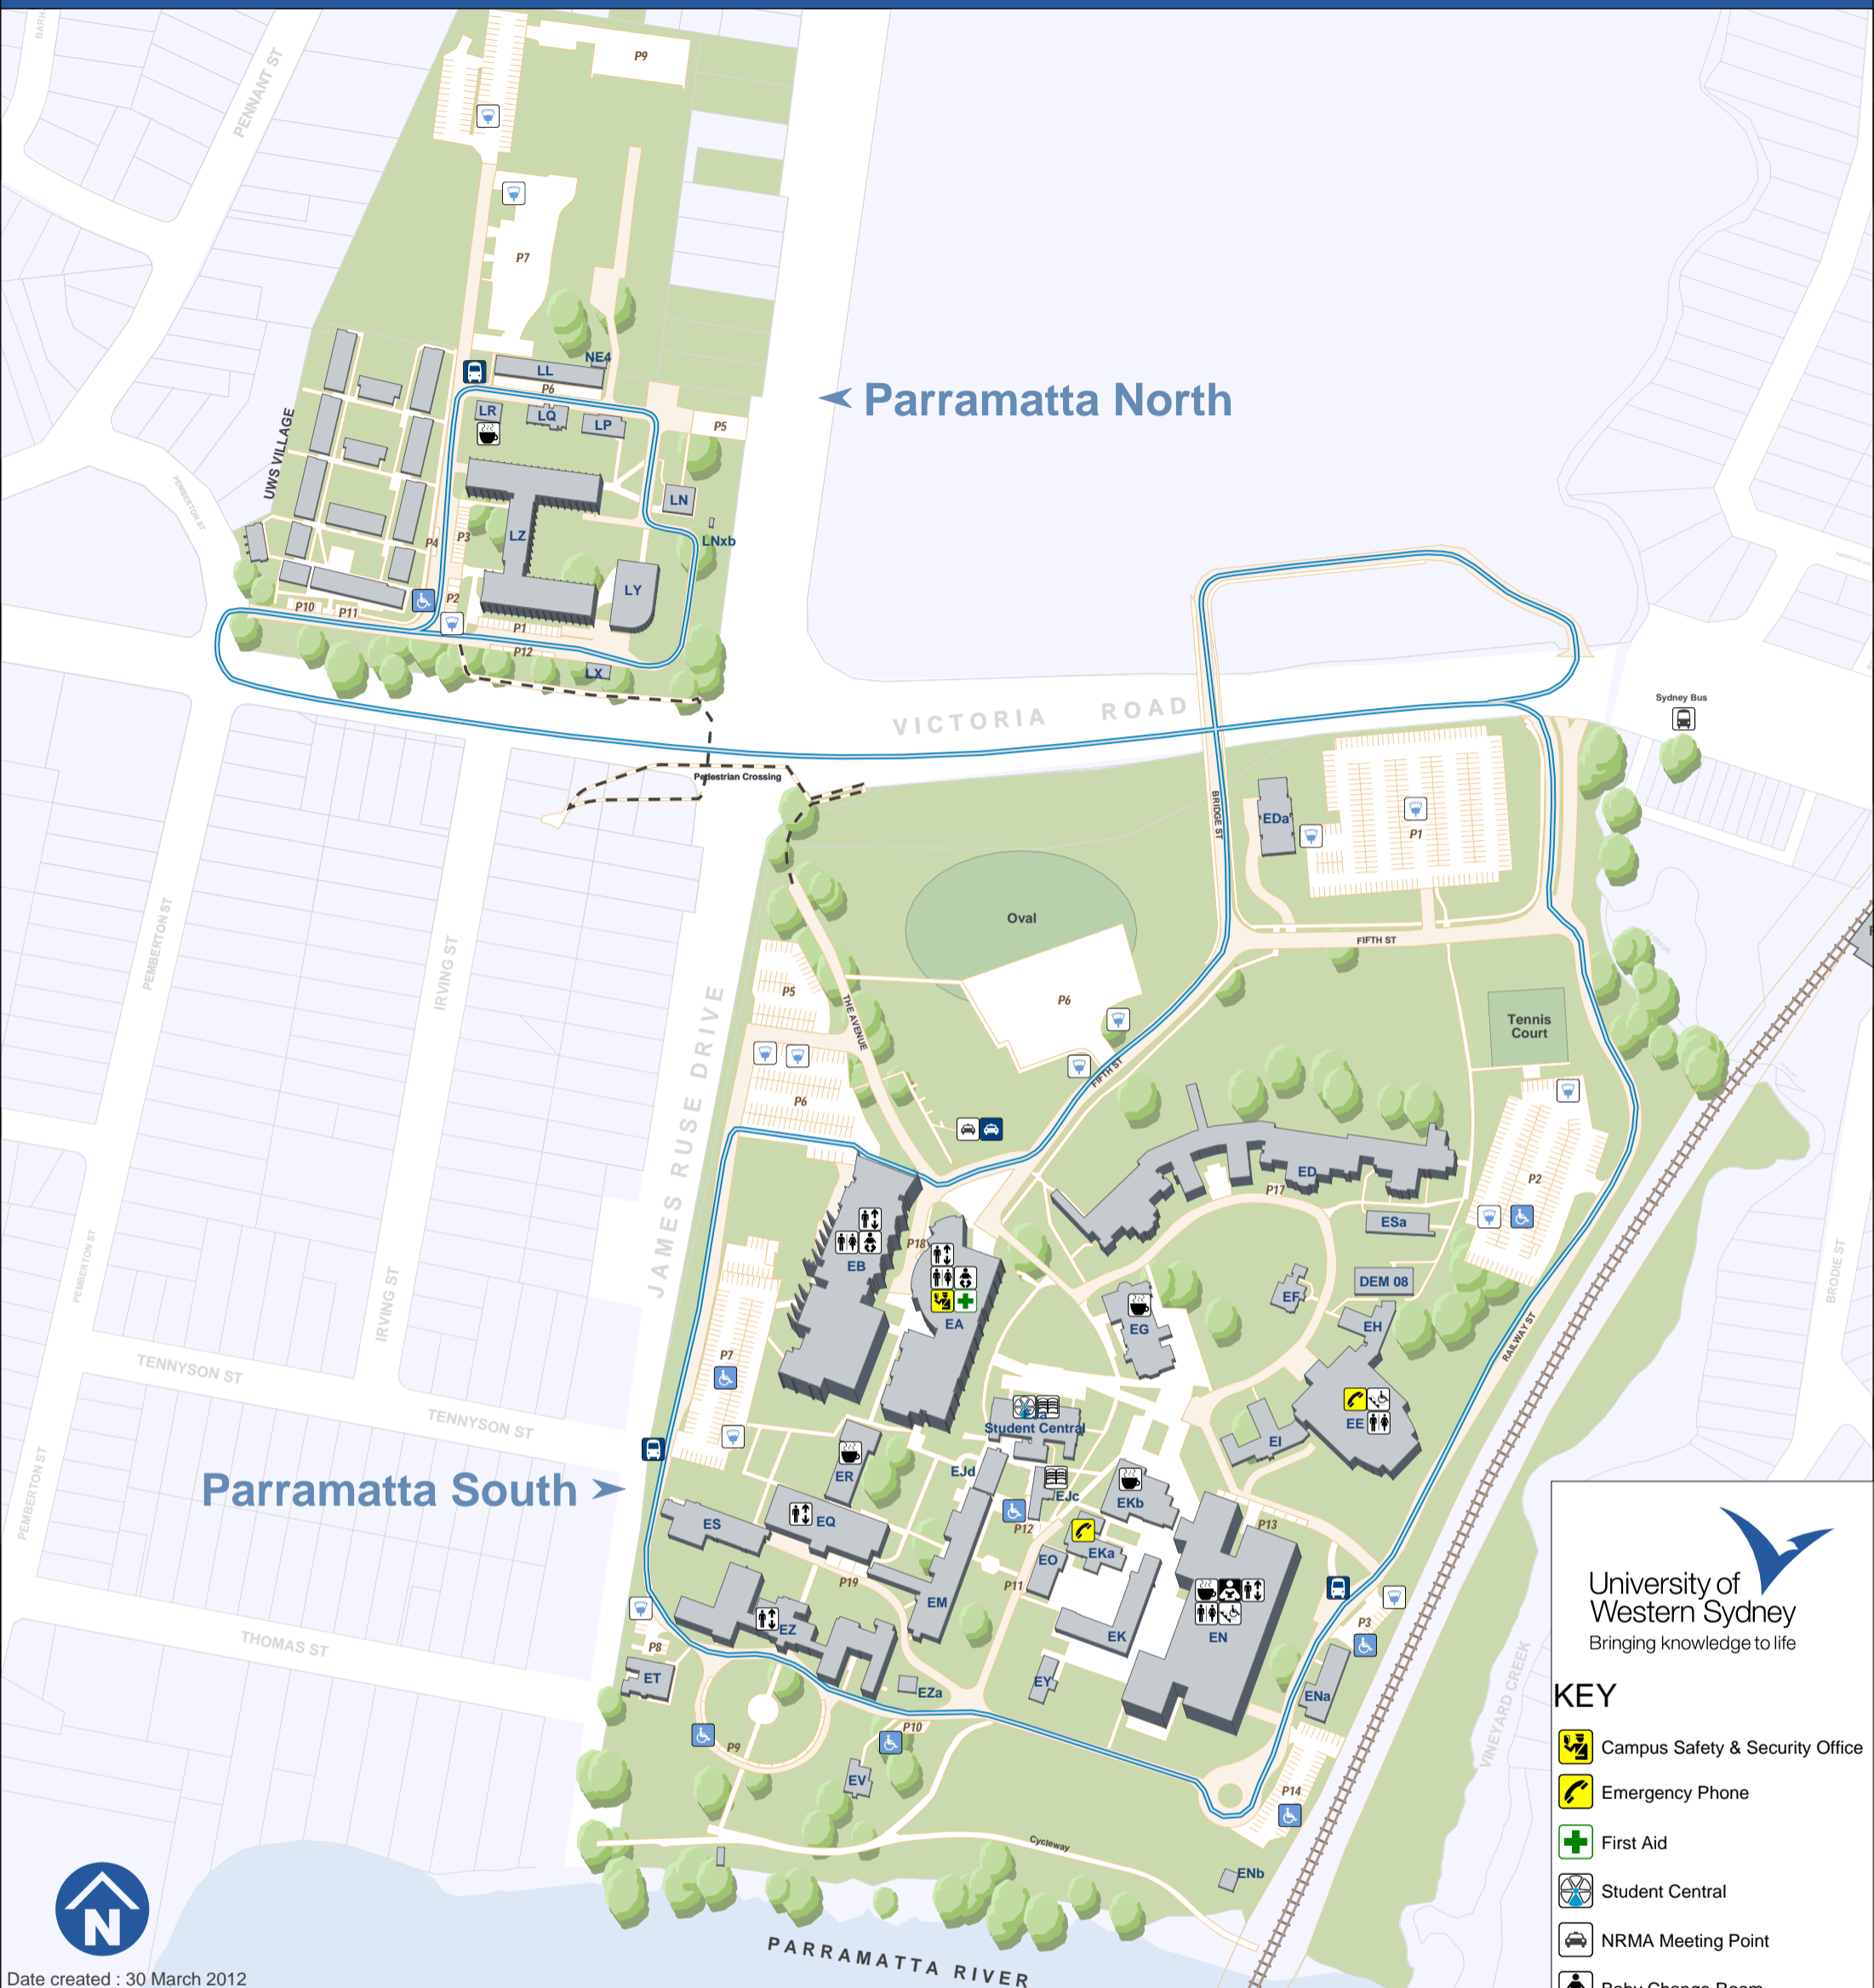 BARH
PENNANT ST
P9
P7
NE4
LL
P6
LR
LQ
LP
P5
Parramatta North
UWS VILLAGE
PEMBERTON ST
LN
LZ
LNxb
P4
P3
LY
P2
P10
P11
P1
P12
LX
VICTORIA ROAD
Sydney Bus
Pedestrian Crossing
BRIDGE ST
EDa
P1
PEMBERTON ST
IRVING ST
Oval
FIFTH ST
P5
THE AVENUE
P6
Tennis
Court
JAMES RUSE DRIVE
FIFTH ST
P6
ED
P17
P2
ESa
PEMBERTON ST
IRVING ST
EB
P18
EA
EG
EF
DEM 08
EH
BRODIE ST
RAILWAY ST
TENNYSON ST
P7
TENNYSON ST
Student Central
EE
EI
PEMBERTON ST
Parramatta South
ER
EJd
EJc
EKb
ES
EQ
P12
P13
EKa
EO
P19
P11
EM
EK
EN
EZ
P3
THOMAS ST
P8
ET
EZa
EY
ENa
P10
P9
EV
P14
VINEYARD CREEK
Cycleway
ENb
PARRAMATTA RIVER
University of
Western Sydney
Bringing knowledge to life
KEY
Campus Safety & Security Office
Emergency Phone
First Aid
Student Central
NRMA Meeting Point
Baby Change Room
N
Date created : 30 March 2012